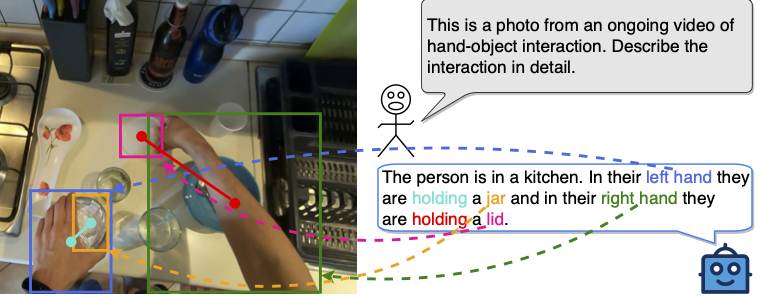 This is a photo from an ongoing video of
hand-object interaction. Describe the
interaction in detail.
The person is in a kitchen. In their left hand they
are holding a jar and in their right hand they
are holding a lid.